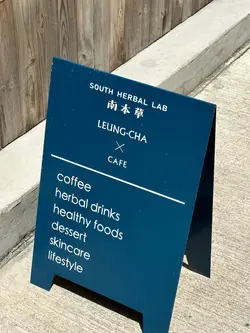 SOUTH HERBAL LAB
南本草
LEUNG-CHA
×
CAFE
coffee
herbal drinks
healthy foods
dessert
skincare
lifestyle